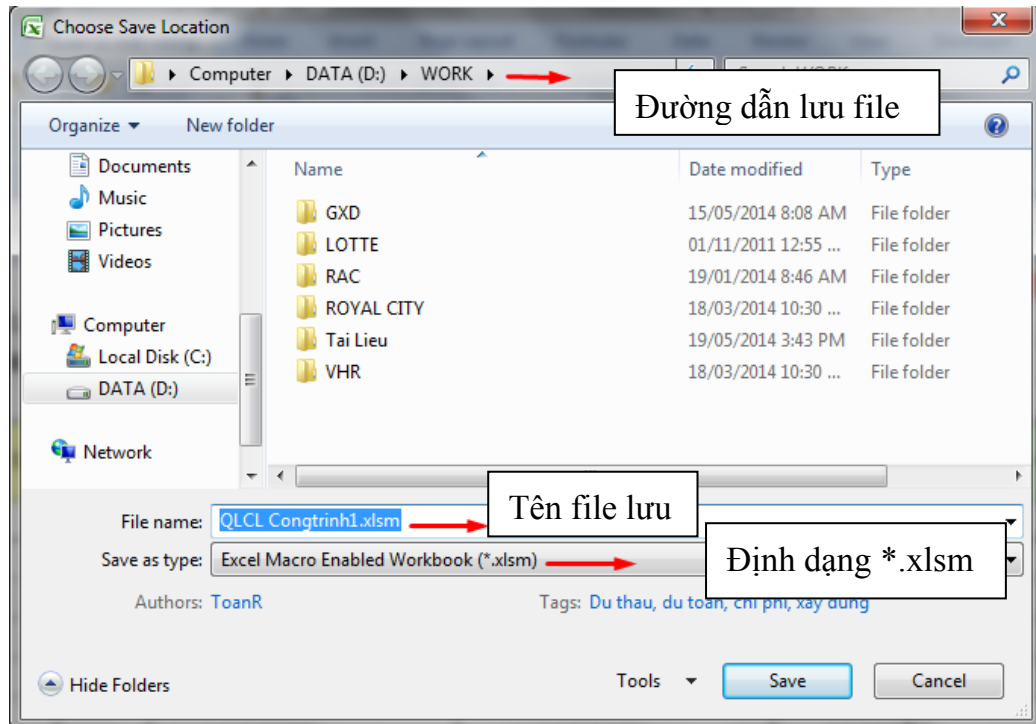 Choose Save Location
Computer DATA (D:) WORK
Đường dẫn lưu file
Organize New folder
Documents
Music
Pictures
Videos
Computer
Local Disk (C:)
DATA (D:)
Network
Name Date modified Type
GXD 15/05/2014 8:08 AM File folder
LOTTE 01/11/2011 12:55 ... File folder
RAC 19/01/2014 8:46 AM File folder
ROYAL CITY 18/03/2014 10:30 ... File folder
Tai Lieu 19/05/2014 3:43 PM File folder
VHR 18/03/2014 10:30 ... File folder
Tên file lưu
File name: QLCL Congtrinh1.xlsm
Save as type: Excel Macro Enabled Workbook (*.xlsm)
Định dạng *.xlsm
Authors: ToanR Tags: Du thau, du toan, chi phi, xay dung
Hide Folders Tools Save Cancel